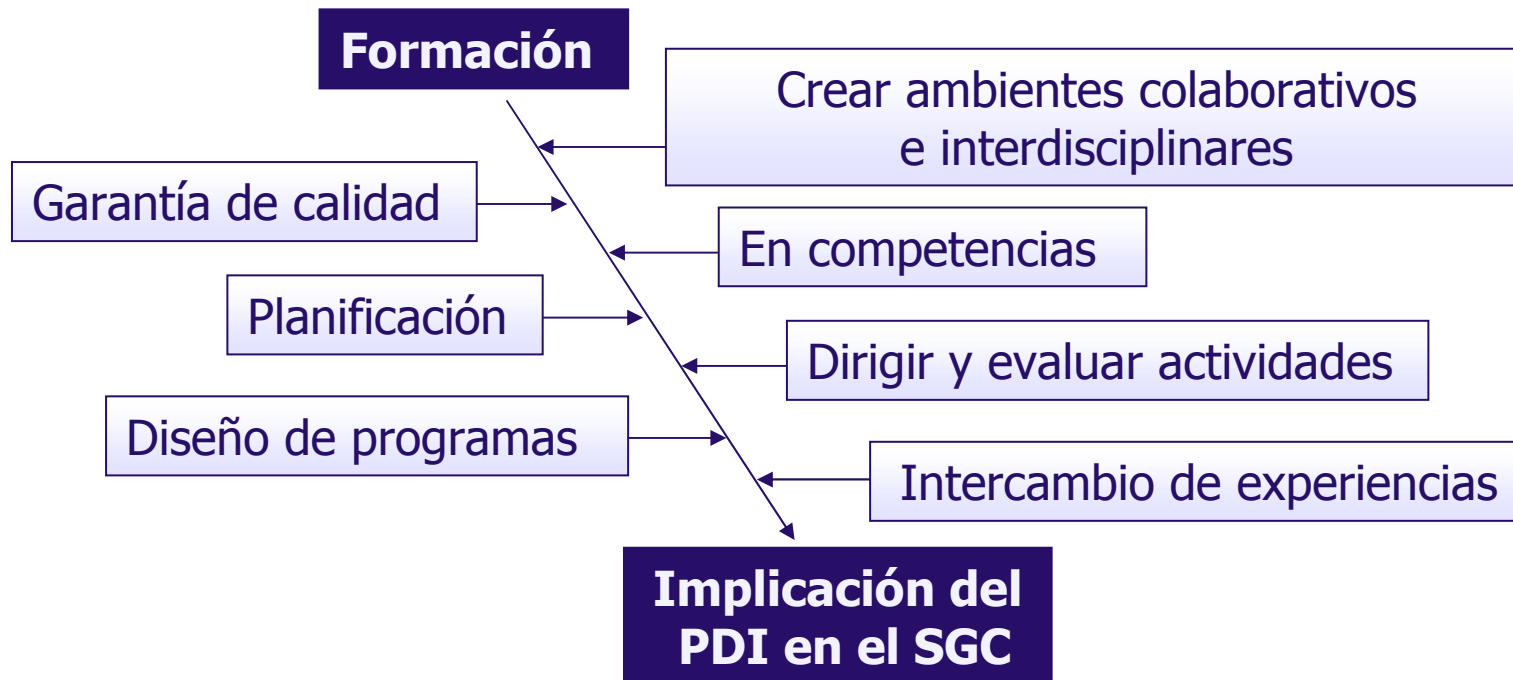 Formación
Crear ambientes colaborativos
e interdisciplinares
Garantía de calidad
En competencias
Planificación
Dirigir y evaluar actividades
Diseño de programas
Intercambio de experiencias
Implicación del
PDI en el SGC